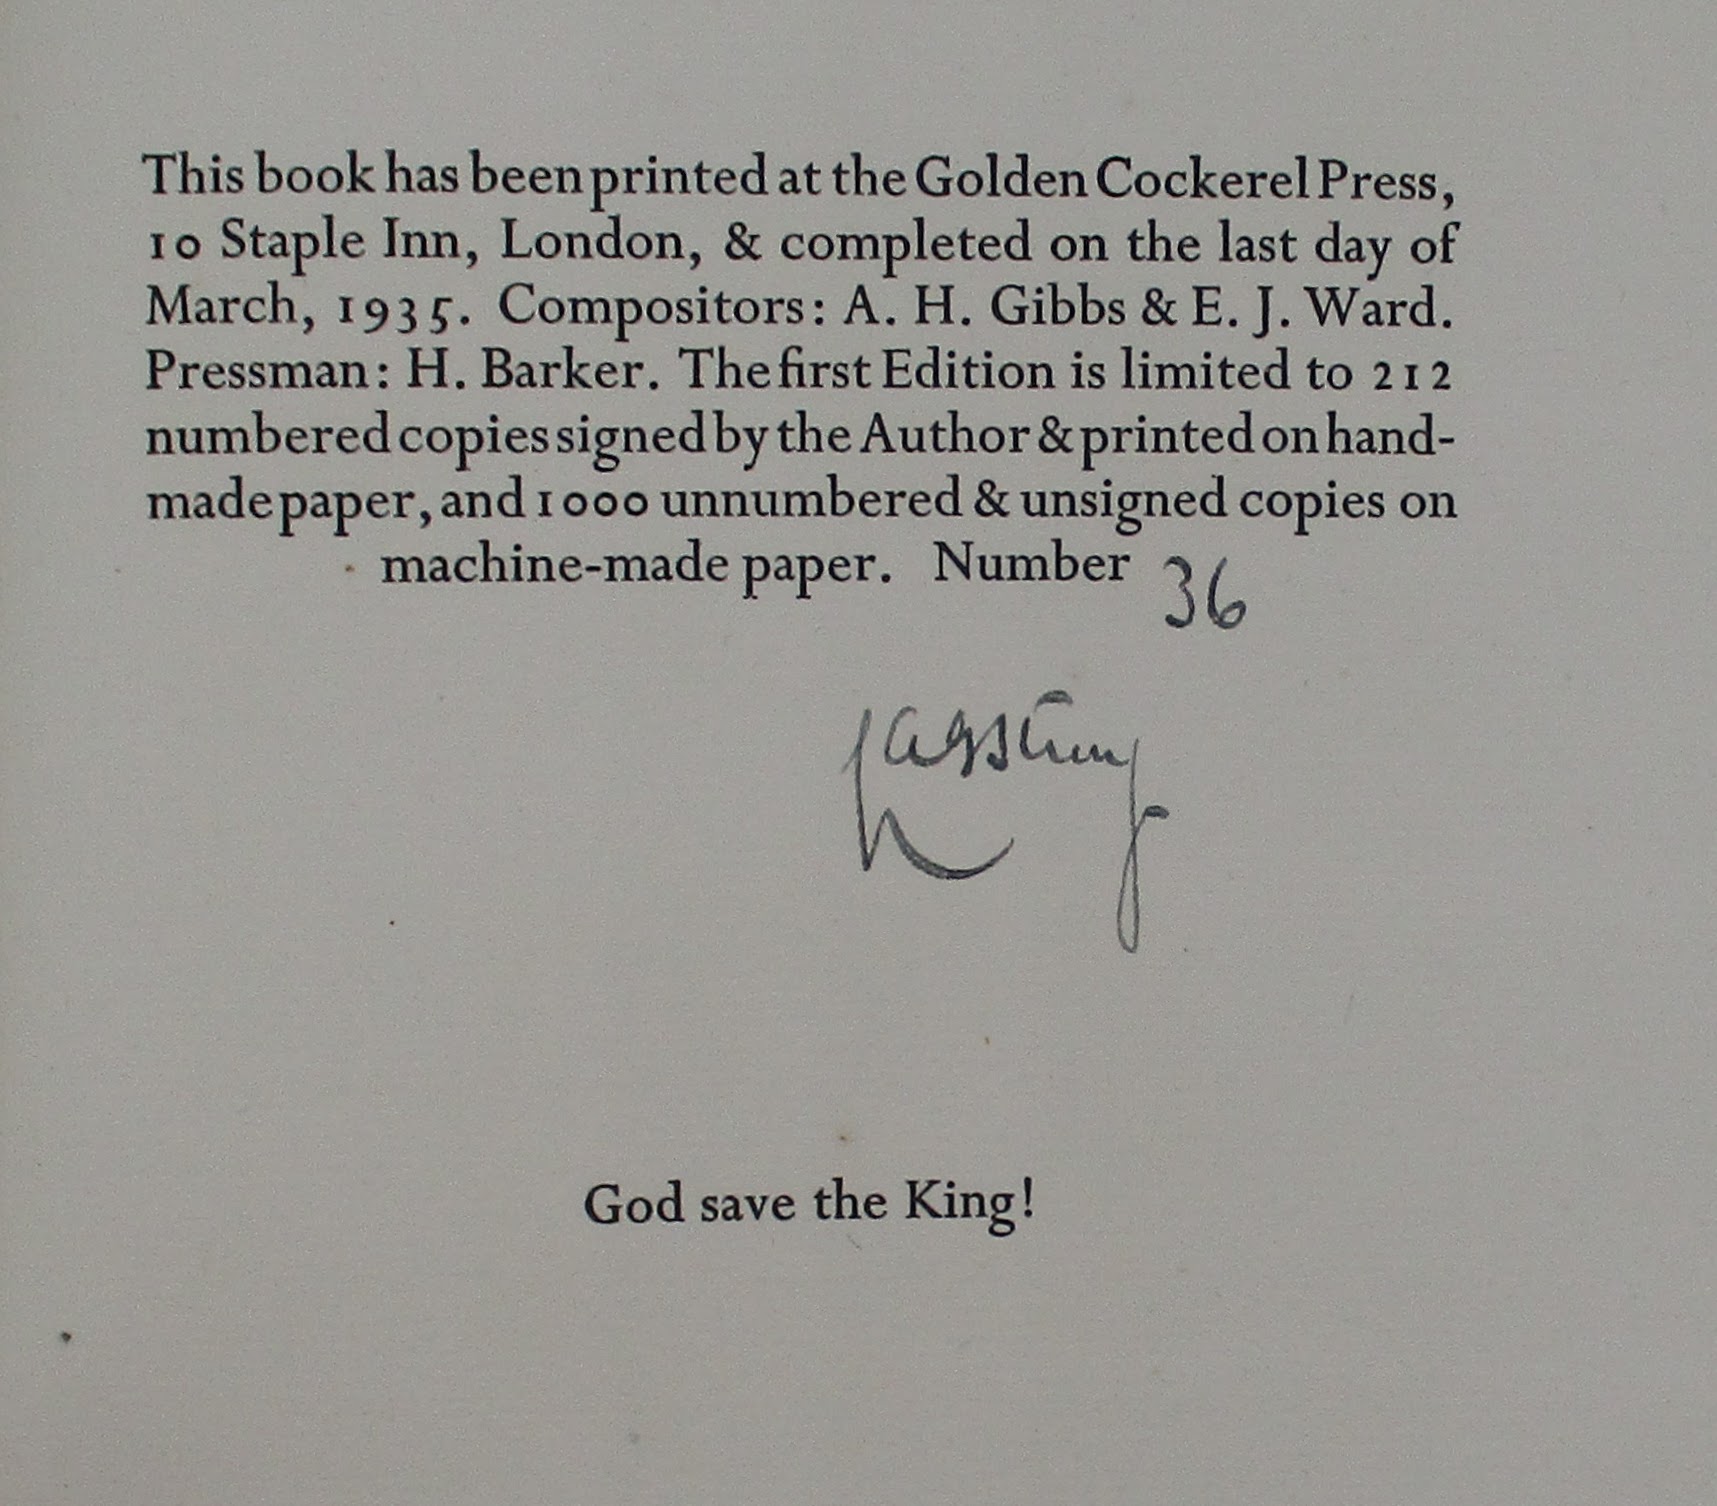 This book has been printed at the Golden Cockerel Press,
10 Staple Inn, London, & completed on the last day of
March, 1935. Compositors: A. H. Gibbs & E. J. Ward.
Pressman: H. Barker. The first Edition is limited to 212
numbered copies signed by the Author & printed on hand-
made paper, and 1000 unnumbered & unsigned copies on
machine-made paper. Number 36
God save the King!